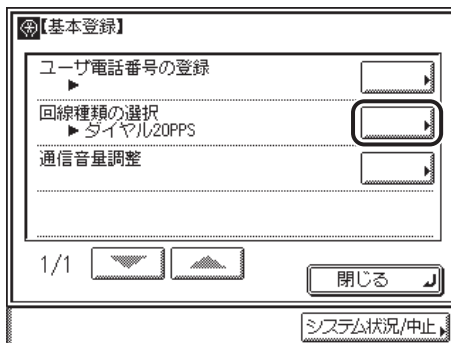 【基本登録】
ユーザ電話番号の登録
▶
回線種類の選択
▶ ダイヤル20PPS
通信音量調整
1/1
閉じる
システム状況/中止